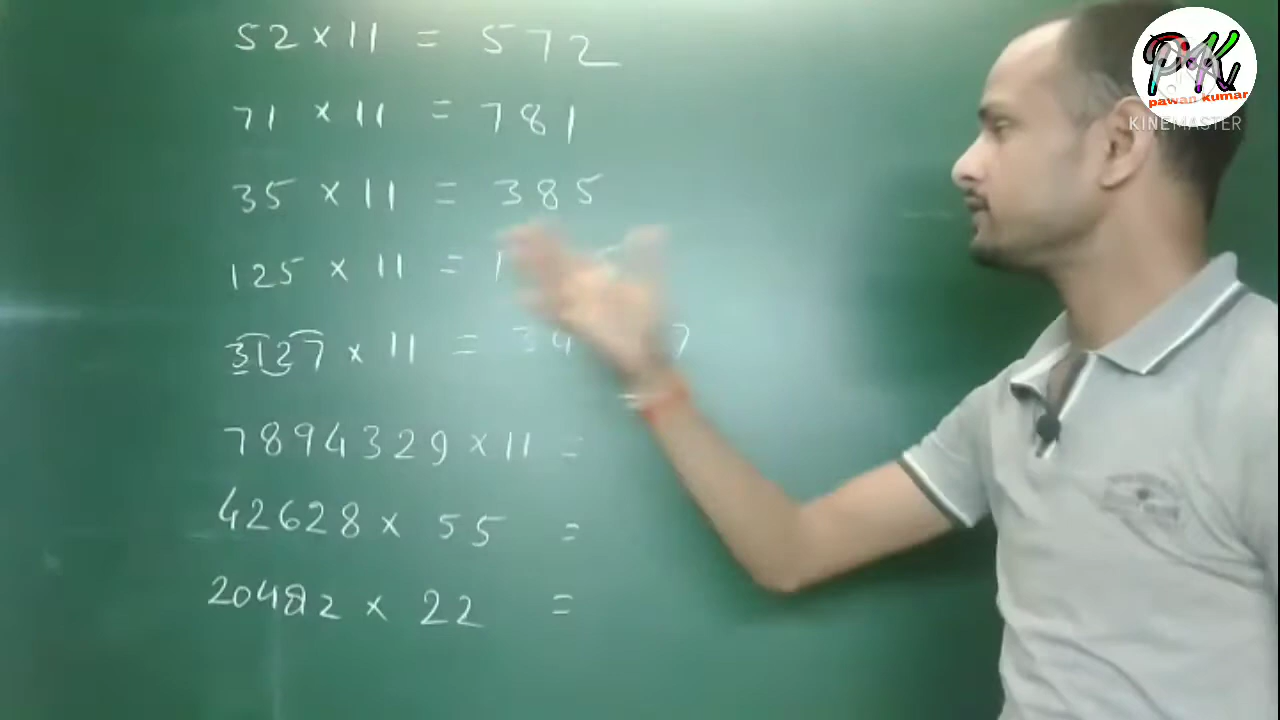 52 × 11 = 572
71 × 11 = 781
35 × 11 = 385
125 × 11 = 1
3127 × 11 = 34 7
7894329 × 11 =
42628 × 55 =
20482 × 22 =
PK
pawan kumar
KINEMASTER